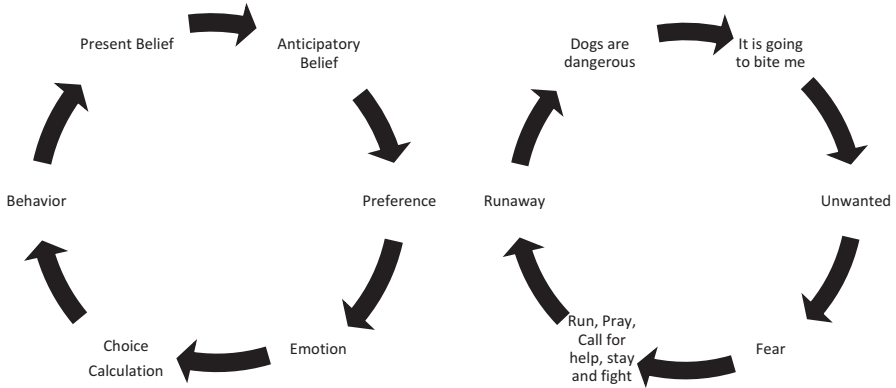 Present Belief
Anticipatory
Belief
Preference
Emotion
Choice
Calculation
Behavior
Dogs are
dangerous
It is going
to bite me
Unwanted
Fear
Run, Pray,
Call for
help, stay
and fight
Runaway